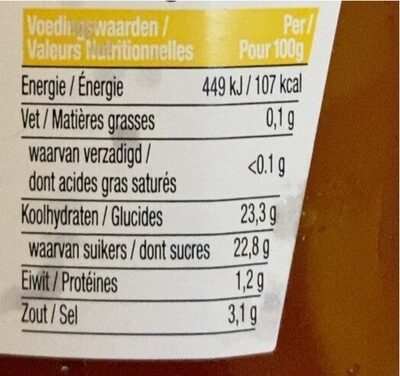 Voedingswaarden / Per /
Valeurs Nutritionnelles Pour 100g
Energie / Énergie 449 kJ / 107 kcal
Vet / Matières grasses 0,1 g
waarvan verzadigd /
dont acides gras saturés <0.1 g
Koolhydraten / Glucides 23,3 g
waarvan suikers / dont sucres 22,8 g
Eiwit / Protéines 1,2 g
Zout / Sel 3,1 g